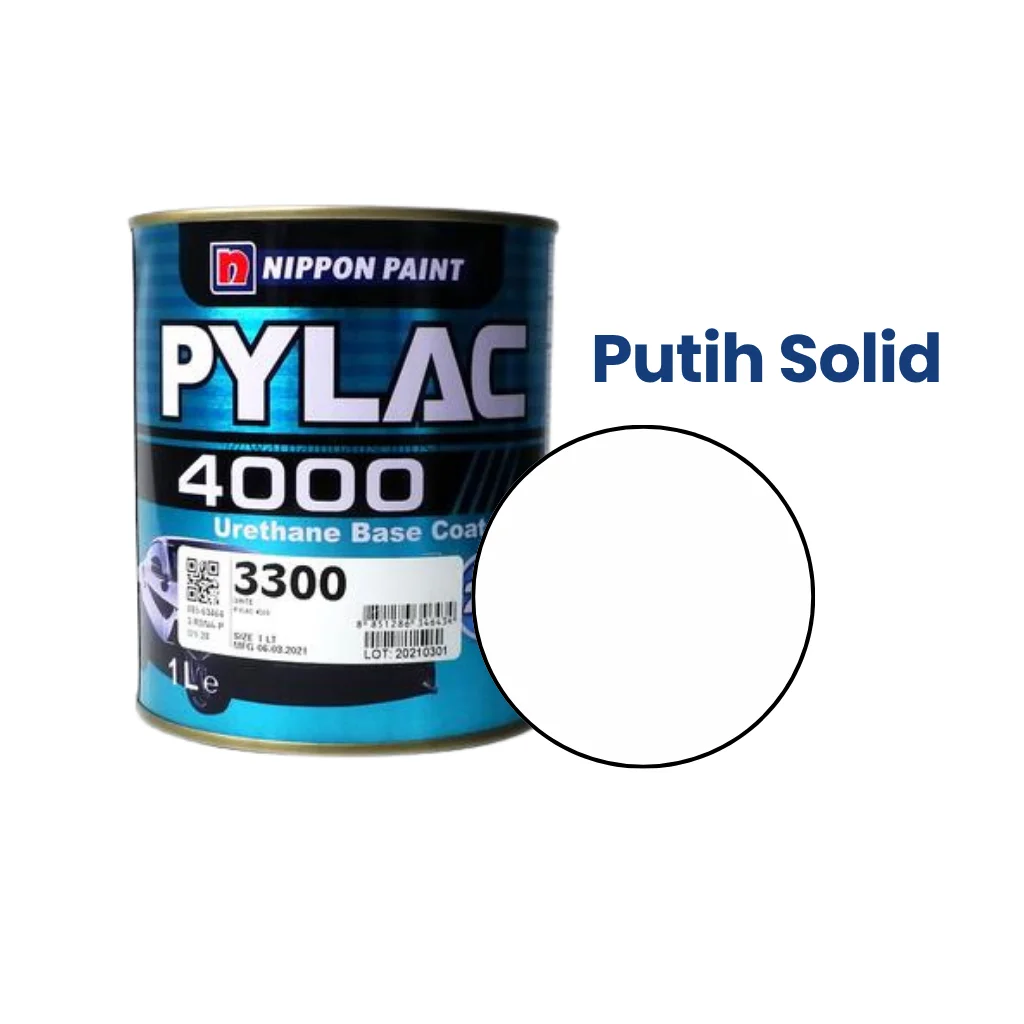 NIPPON PAINT
PYLAC
4000
Urethane Base Coat
3300
SIZE 1 LT
MFG 06.03.2021
LOT: 20210301
1 L e
Putih Solid